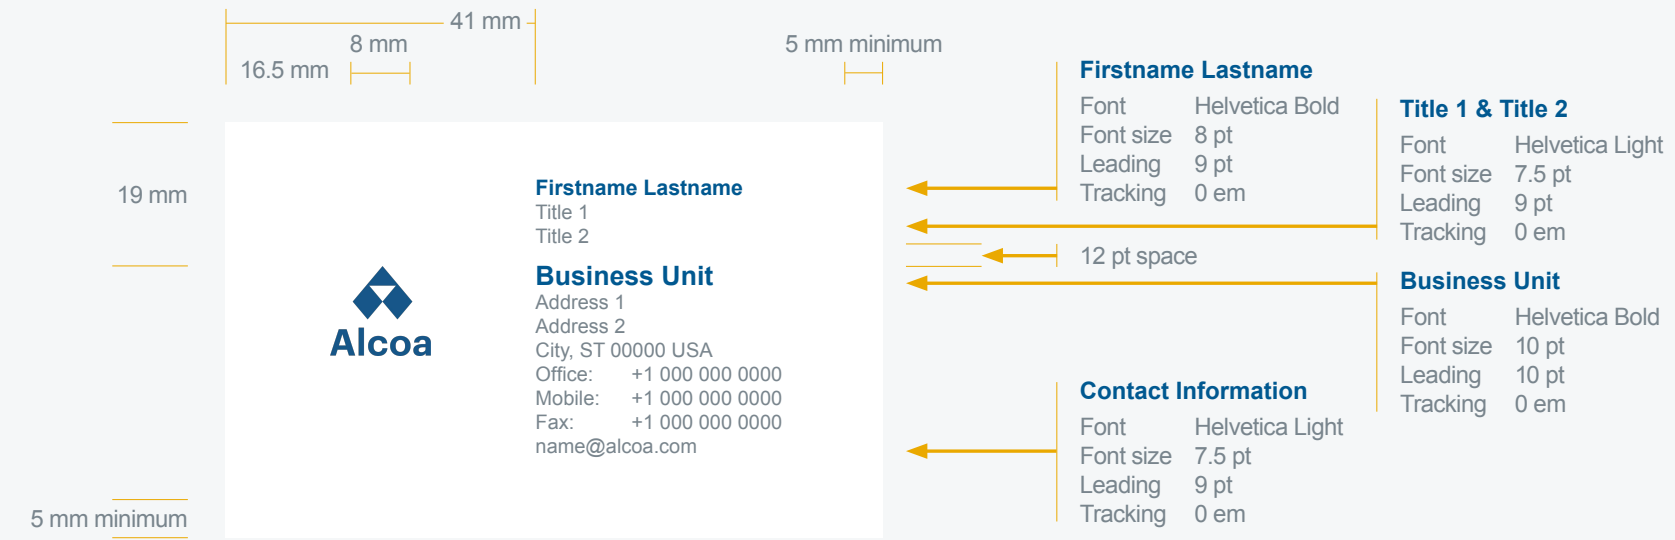 41 mm
8 mm
16.5 mm
5 mm minimum
19 mm
5 mm minimum
Firstname Lastname
Title 1
Title 2
Business Unit
Address 1
Address 2
City, ST 00000 USA
Office: +1 000 000 0000
Mobile: +1 000 000 0000
Fax: +1 000 000 0000
name@alcoa.com
Alcoa
Firstname Lastname
Font Helvetica Bold
Font size 8 pt
Leading 9 pt
Tracking 0 em
Title 1 & Title 2
Font Helvetica Light
Font size 7.5 pt
Leading 9 pt
Tracking 0 em
12 pt space
Business Unit
Font Helvetica Bold
Font size 10 pt
Leading 10 pt
Tracking 0 em
Contact Information
Font Helvetica Light
Font size 7.5 pt
Leading 9 pt
Tracking 0 em